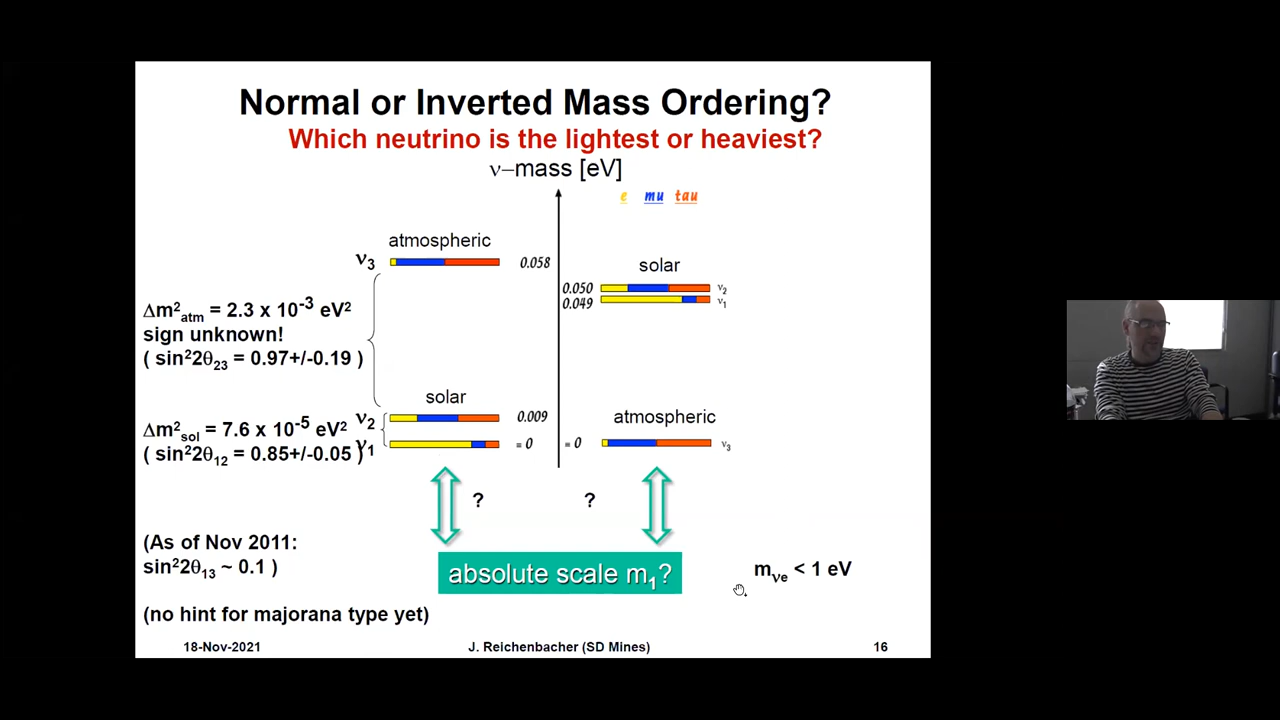 Normal or Inverted Mass Ordering?
Which neutrino is the lightest or heaviest?
ν–mass [eV]
e mu tau
atmospheric
ν3
0.058
solar
0.050
ν2
0.049
ν1
Δm²atm = 2.3 x 10⁻³ eV²
sign unknown!
( sin²2θ23 = 0.97+/-0.19 )
solar
ν2
0.009
atmospheric
Δm²sol = 7.6 x 10⁻⁵ eV²
( sin²2θ12 = 0.85+/-0.05 )
ν1
= 0
= 0
ν3
? ?
(As of Nov 2011:
sin²2θ13 ~ 0.1 )
absolute scale m1?
mνe < 1 eV
(no hint for majorana type yet)
18-Nov-2021
J. Reichenbacher (SD Mines)
16